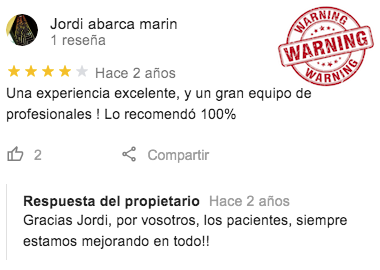 Jordi abarca marin
1 reseña
WARNING
WARNING
WARNING
Hace 2 años
Una experiencia excelente, y un gran equipo de
profesionales ! Lo recomendó 100%
2
Compartir
Respuesta del propietario Hace 2 años
Gracias Jordi, por vosotros, los pacientes, siempre
estamos mejorando en todo!!